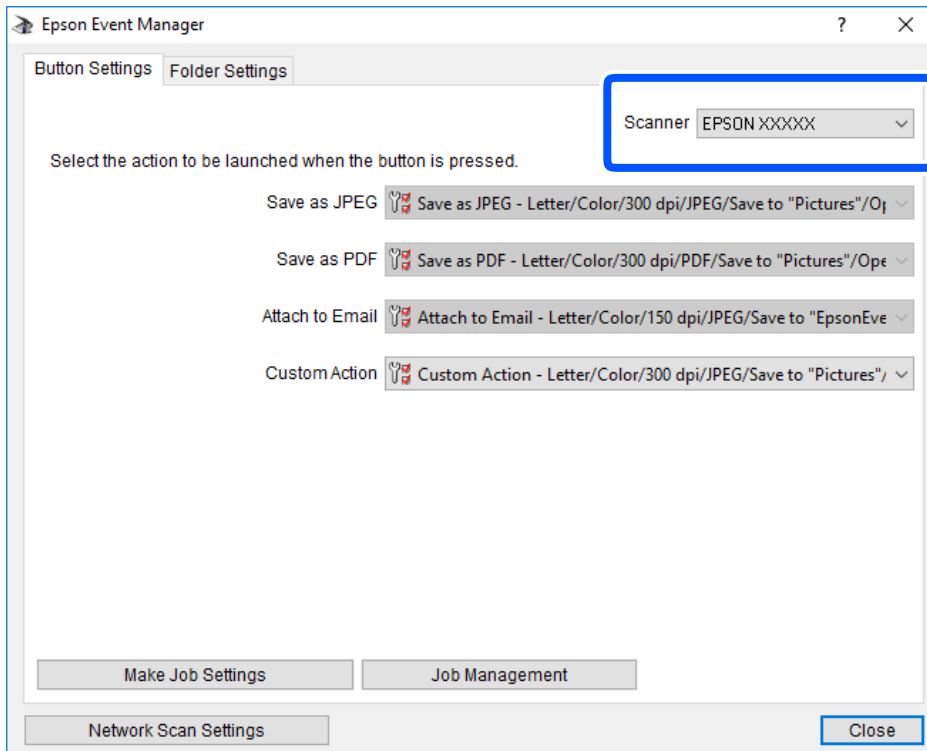 Epson Event Manager
Button Settings Folder Settings
Scanner EPSON XXXXX
Select the action to be launched when the button is pressed.
Save as JPEG Save as JPEG - Letter/Color/300 dpi/JPEG/Save to "Pictures"/Op
Save as PDF Save as PDF - Letter/Color/300 dpi/PDF/Save to "Pictures"/Ope
Attach to Email Attach to Email - Letter/Color/150 dpi/JPEG/Save to "EpsonEve
Custom Action Custom Action - Letter/Color/300 dpi/JPEG/Save to "Pictures"/
Make Job Settings Job Management
Network Scan Settings Close